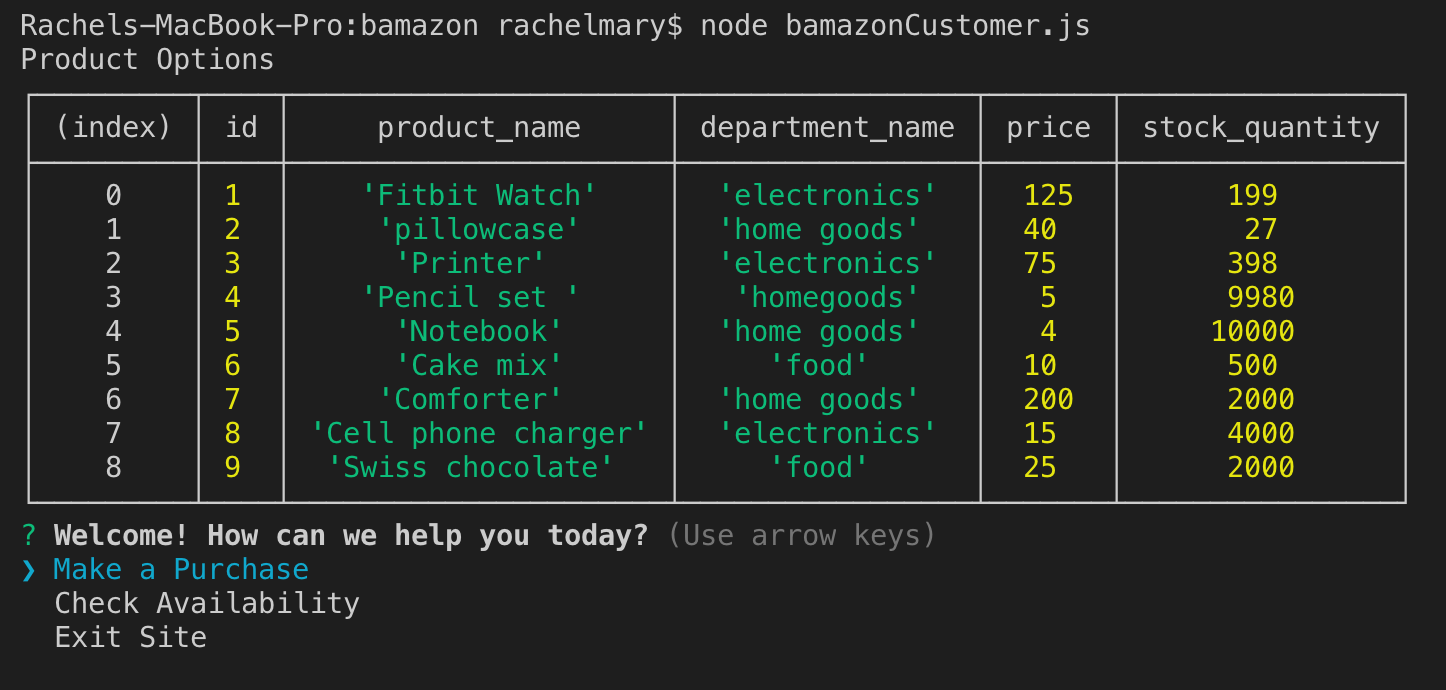 Rachels-MacBook-Pro:bamazon rachelmary$ node bamazonCustomer.js
Product Options
(index) id product_name department_name price stock_quantity
0 1 'Fitbit Watch' 'electronics' 125 199
1 2 'pillowcase' 'home goods' 40 27
2 3 'Printer' 'electronics' 75 398
3 4 'Pencil set ' 'homegoods' 5 9980
4 5 'Notebook' 'home goods' 4 10000
5 6 'Cake mix' 'food' 10 500
6 7 'Comforter' 'home goods' 200 2000
7 8 'Cell phone charger' 'electronics' 15 4000
8 9 'Swiss chocolate' 'food' 25 2000
? Welcome! How can we help you today? (Use arrow keys)
❯ Make a Purchase
Check Availability
Exit Site